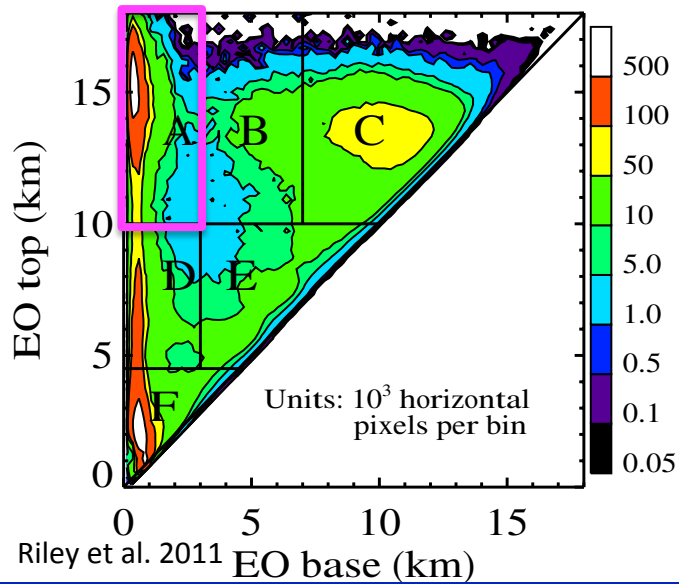 15
10
5
0
EO top (km)
A
B
C
D
E
F
Units: 10³ horizontal
pixels per bin
500
100
50
10
5.0
1.0
0.5
0.1
0.05
0
5
10
15
EO base (km)
Riley et al. 2011